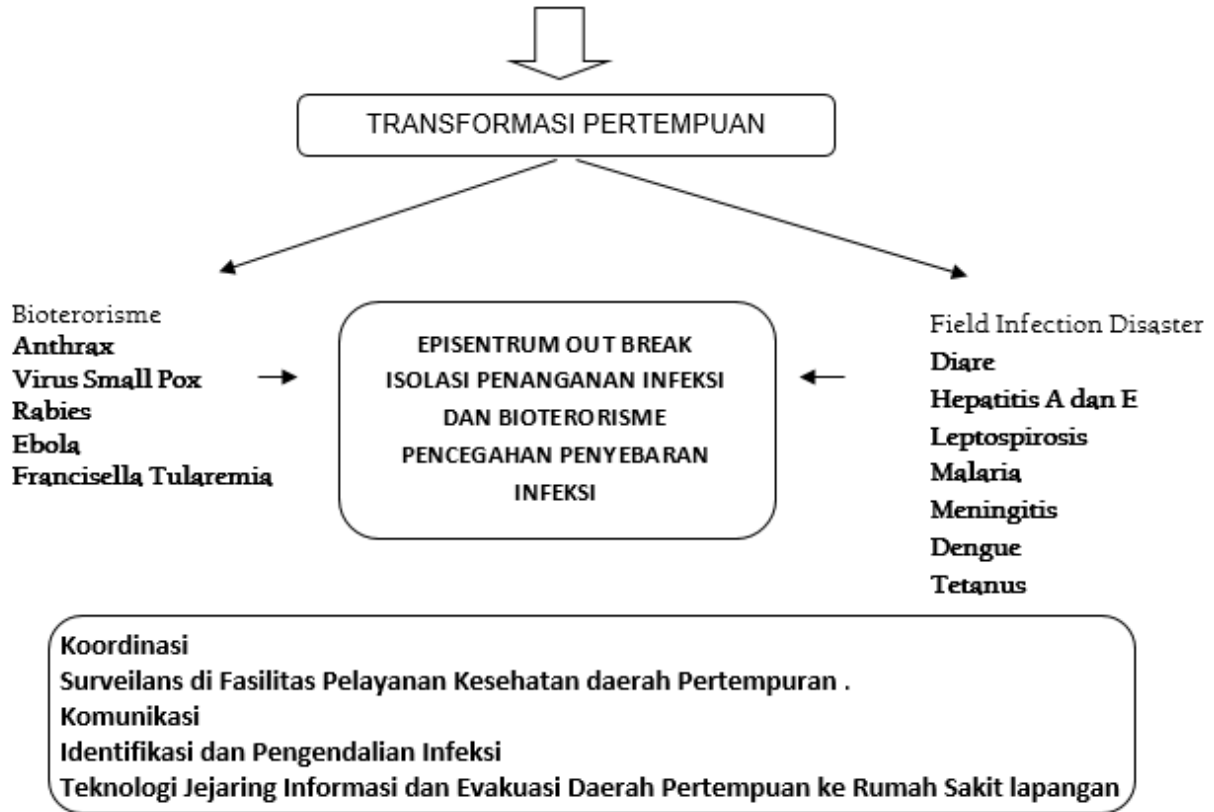 TRANSFORMASI PERTEMPUAN
Bioterorisme
Anthrax
Virus Small Pox
Rabies
Ebola
Francisella Tularemia
EPISENTRUM OUT BREAK
ISOLASI PENANGANAN INFEKSI
DAN BIOTERORISME
PENCEGAHAN PENYEBARAN
INFEKSI
Field Infection Disaster
Diare
Hepatitis A dan E
Leptospirosis
Malaria
Meningitis
Dengue
Tetanus
Koordinasi
Surveilans di Fasilitas Pelayanan Kesehatan daerah Pertempuran .
Komunikasi
Identifikasi dan Pengendalian Infeksi
Teknologi Jejaring Informasi dan Evakuasi Daerah Pertempuan ke Rumah Sakit lapangan